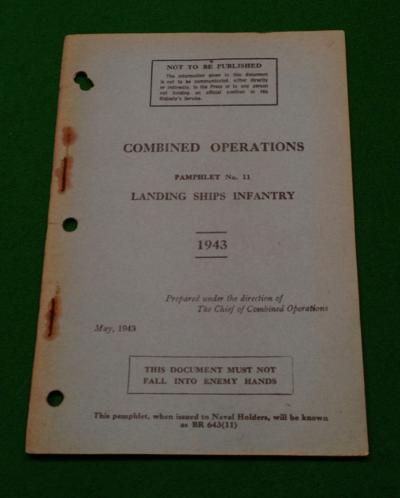 NOT TO BE PUBLISHED
The information given in this document
is not to be communicated, either directly
or indirectly, to the Press or to any person
not holding an official position in His
Majesty's Service.
COMBINED OPERATIONS
PAMPHLET No. 11
LANDING SHIPS INFANTRY
1943
Prepared under the direction of
The Chief of Combined Operations
May, 1943
THIS DOCUMENT MUST NOT
FALL INTO ENEMY HANDS
This pamphlet, when issued to Naval Holders, will be known
as BR 643(11)